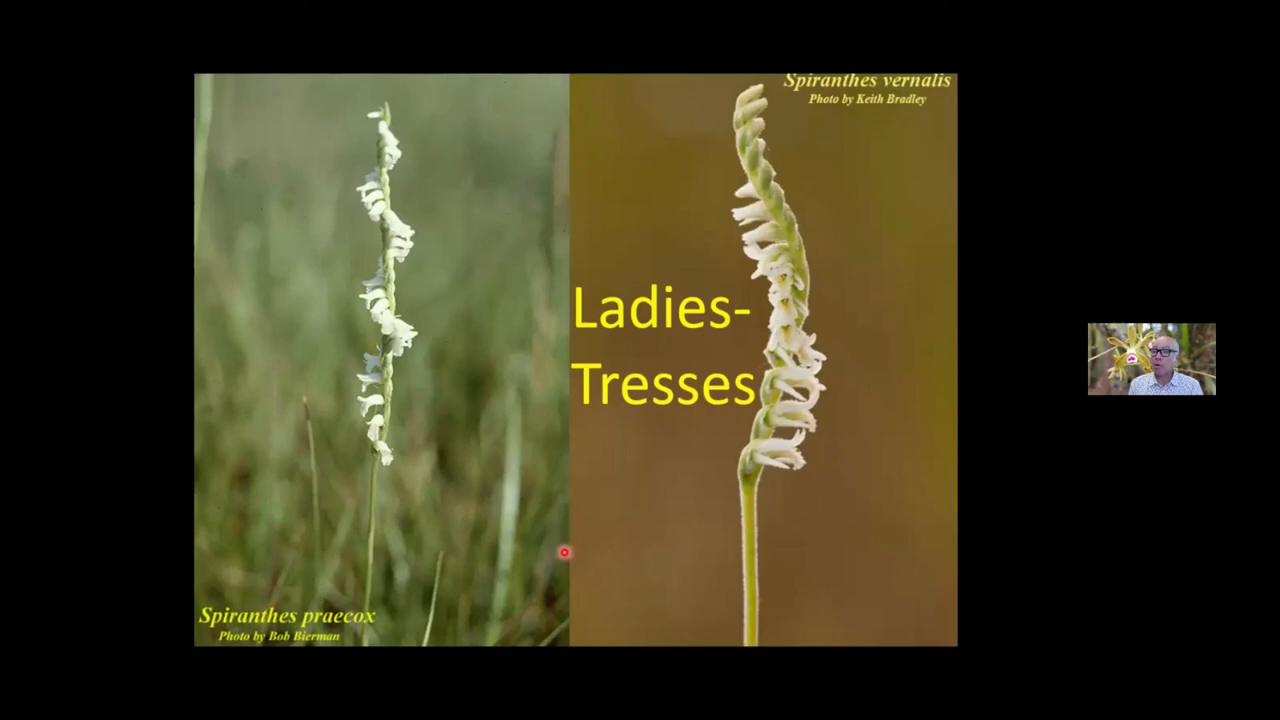 Spiranthes vernalis
Photo by Keith Bradley
Ladies-
Tresses
Spiranthes praecox
Photo by Bob Bierman